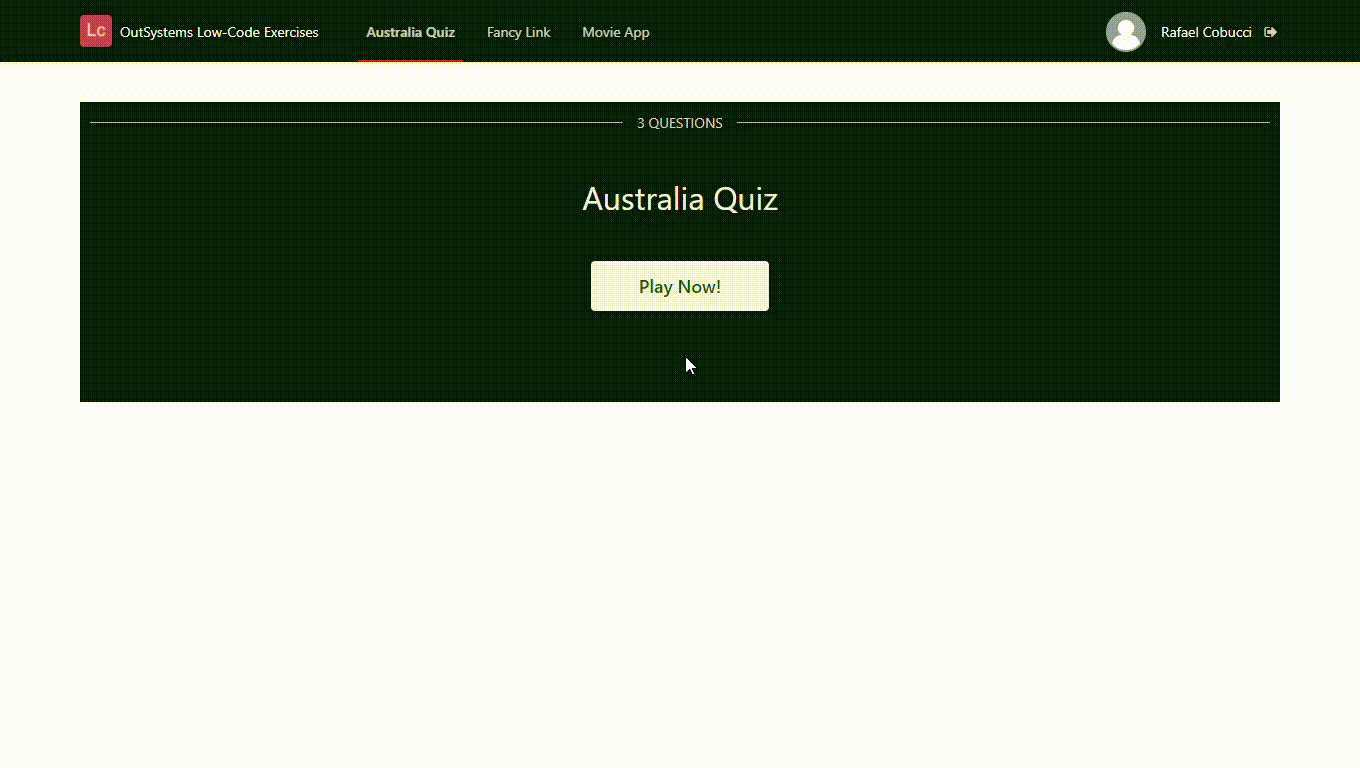 Lc OutSystems Low-Code Exercises Australia Quiz Fancy Link Movie App Rafael Cobucci
3 QUESTIONS
Australia Quiz
Play Now!